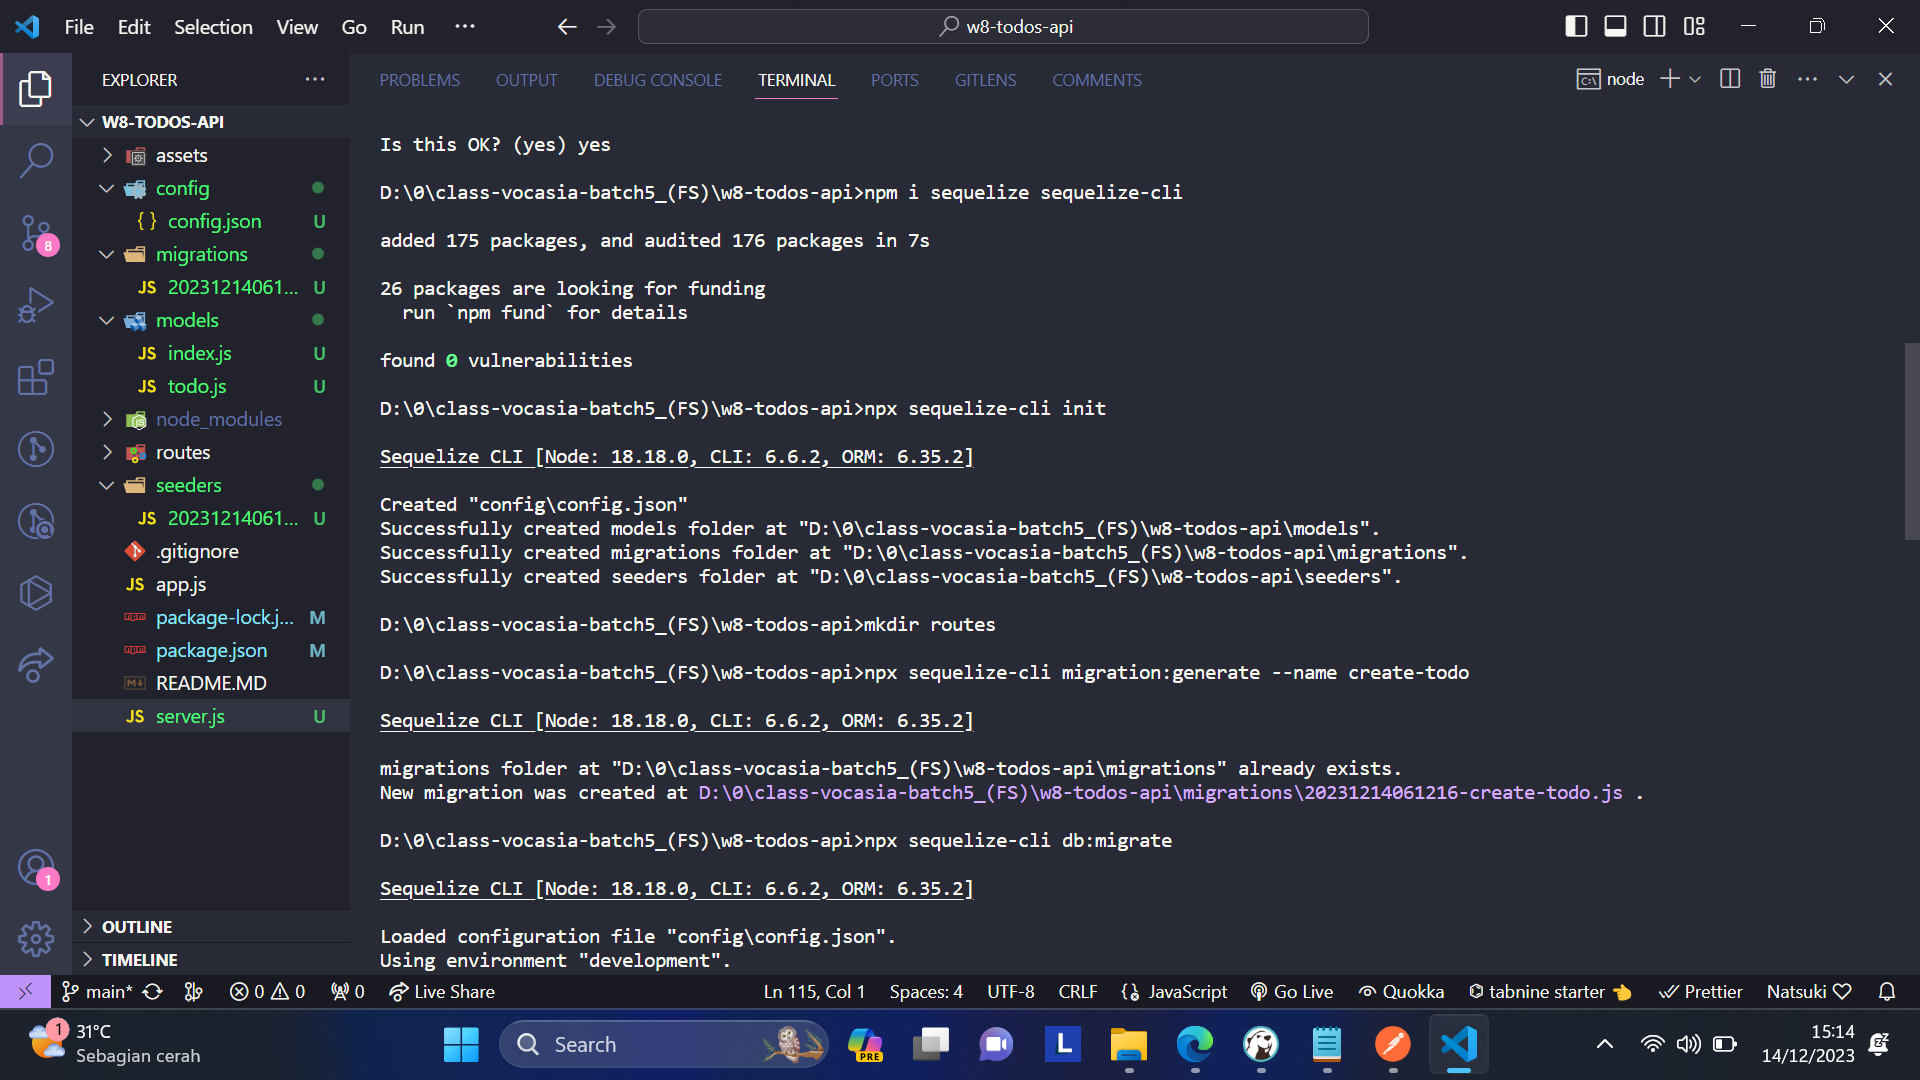 File Edit Selection View Go Run ···
w8-todos-api
EXPLORER ···
W8-TODOS-API
assets
config
{ } config.json U
migrations
JS 20231214061... U
models
JS index.js U
JS todo.js U
node_modules
routes
seeders
JS 20231214061... U
.gitignore
JS app.js
package-lock.j... M
package.json M
README.MD
JS server.js U
OUTLINE
TIMELINE
8
1
PROBLEMS OUTPUT DEBUG CONSOLE TERMINAL PORTS GITLENS COMMENTS
node
Is this OK? (yes) yes
D:\0\class-vocasia-batch5_(FS)\w8-todos-api>npm i sequelize sequelize-cli
added 175 packages, and audited 176 packages in 7s
26 packages are looking for funding
run `npm fund` for details
found 0 vulnerabilities
D:\0\class-vocasia-batch5_(FS)\w8-todos-api>npx sequelize-cli init
Sequelize CLI [Node: 18.18.0, CLI: 6.6.2, ORM: 6.35.2]
Created "config\config.json"
Successfully created models folder at "D:\0\class-vocasia-batch5_(FS)\w8-todos-api\models".
Successfully created migrations folder at "D:\0\class-vocasia-batch5_(FS)\w8-todos-api\migrations".
Successfully created seeders folder at "D:\0\class-vocasia-batch5_(FS)\w8-todos-api\seeders".
D:\0\class-vocasia-batch5_(FS)\w8-todos-api>mkdir routes
D:\0\class-vocasia-batch5_(FS)\w8-todos-api>npx sequelize-cli migration:generate --name create-todo
Sequelize CLI [Node: 18.18.0, CLI: 6.6.2, ORM: 6.35.2]
migrations folder at "D:\0\class-vocasia-batch5_(FS)\w8-todos-api\migrations" already exists.
New migration was created at D:\0\class-vocasia-batch5_(FS)\w8-todos-api\migrations\20231214061216-create-todo.js .
D:\0\class-vocasia-batch5_(FS)\w8-todos-api>npx sequelize-cli db:migrate
Sequelize CLI [Node: 18.18.0, CLI: 6.6.2, ORM: 6.35.2]
Loaded configuration file "config\config.json".
Using environment "development".
main* 0 0 0 Live Share Ln 115, Col 1 Spaces: 4 UTF-8 CRLF JavaScript Go Live Quokka tabnine starter Prettier Natsuki
1 31°C
Sebagian cerah
Search
PRE
L
15:14
14/12/2023